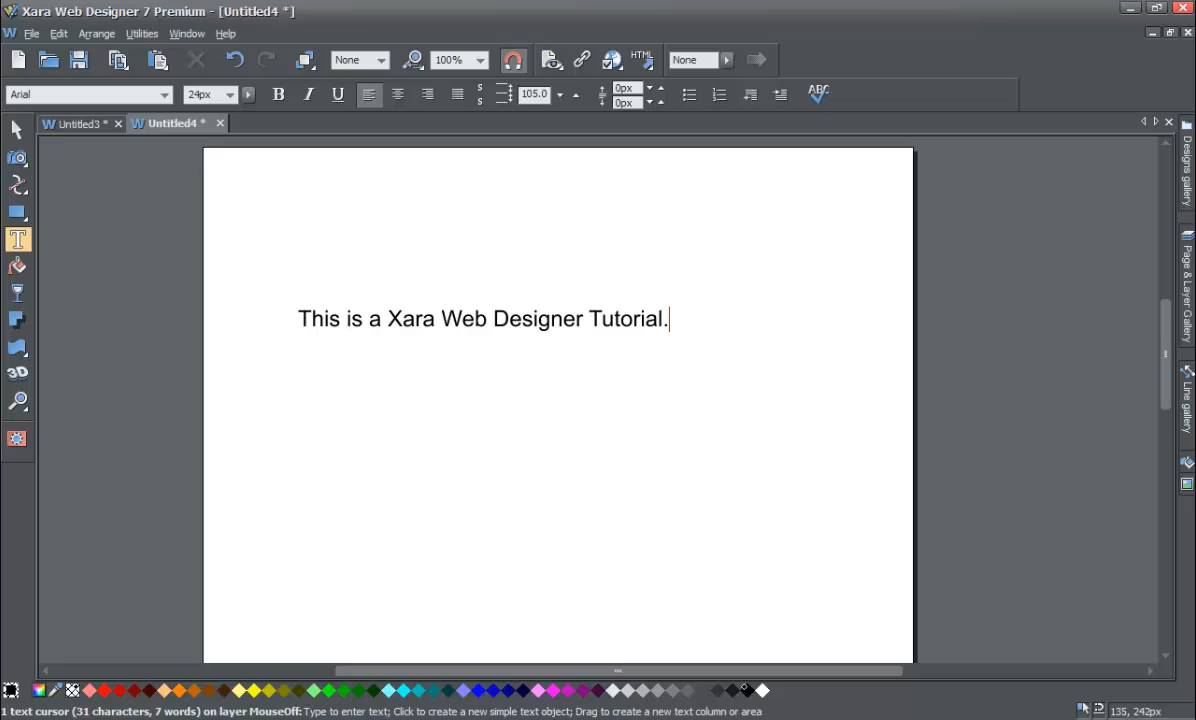 Xara Web Designer 7 Premium - [Untitled4 *]
File Edit Arrange Utilities Window Help
None 100% HTML None
Arial 24px B I U S S 105.0 0px 0px ABC
Untitled3 * Untitled4 *
This is a Xara Web Designer Tutorial.
3D
Designs gallery
Page & Layer Gallery
Line gallery
1 text cursor (31 characters, 7 words) on layer MouseOff: Type to enter text; Click to create a new simple text object; Drag to create a new text column or area 135, 242px